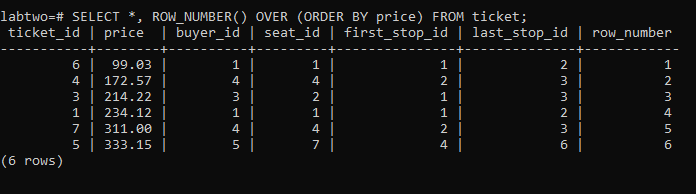 labtwo=# SELECT *, ROW_NUMBER() OVER (ORDER BY price) FROM ticket;
 ticket_id | price  | buyer_id | seat_id | first_stop_id | last_stop_id | row_number
-----------+--------+----------+---------+---------------+--------------+------------
         6 |  99.03 |        1 |       1 |             1 |            2 |          1
         4 | 172.57 |        4 |       4 |             2 |            3 |          2
         3 | 214.22 |        3 |       2 |             1 |            3 |          3
         1 | 234.12 |        1 |       1 |             1 |            2 |          4
         7 | 311.00 |        4 |       4 |             2 |            3 |          5
         5 | 333.15 |        5 |       7 |             4 |            6 |          6
(6 rows)